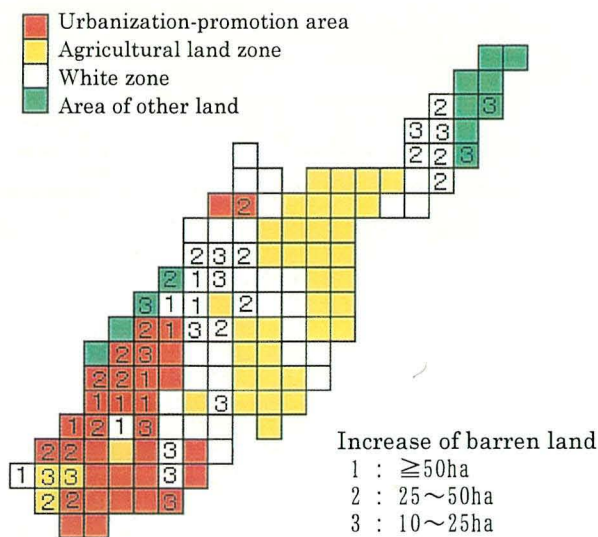 Urbanization-promotion area
Agricultural land zone
White zone
Area of other land
2 3
3 3
2 2 3
2
2
2 3 2
2 1 3
3 1 1 2
2 1 3 2
2 3
2 2 1
1 1 1 3
1 2 1 3
2 2 3
1 3 3 3
2 2 3
Increase of barren land
1 : ≧50ha
2 : 25～50ha
3 : 10～25ha